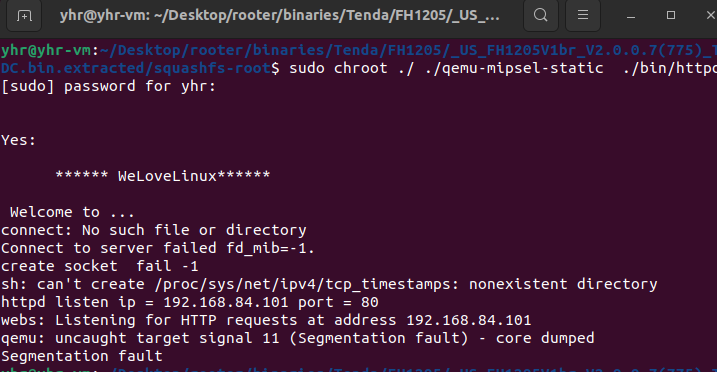 yhr@yhr-vm: ~/Desktop/rooter/binaries/Tenda/FH1205/_US_...
yhr@yhr-vm:~/Desktop/rooter/binaries/Tenda/FH1205/_US_FH1205V1br_V2.0.0.7(775)_T
DC.bin.extracted/squashfs-root$ sudo chroot ./ ./qemu-mipsel-static  ./bin/httpd
[sudo] password for yhr:
Yes:
****** WeLoveLinux******
Welcome to ...
connect: No such file or directory
Connect to server failed fd_mib=-1.
create socket  fail -1
sh: can't create /proc/sys/net/ipv4/tcp_timestamps: nonexistent directory
httpd listen ip = 192.168.84.101 port = 80
webs: Listening for HTTP requests at address 192.168.84.101
qemu: uncaught target signal 11 (Segmentation fault) - core dumped
Segmentation fault